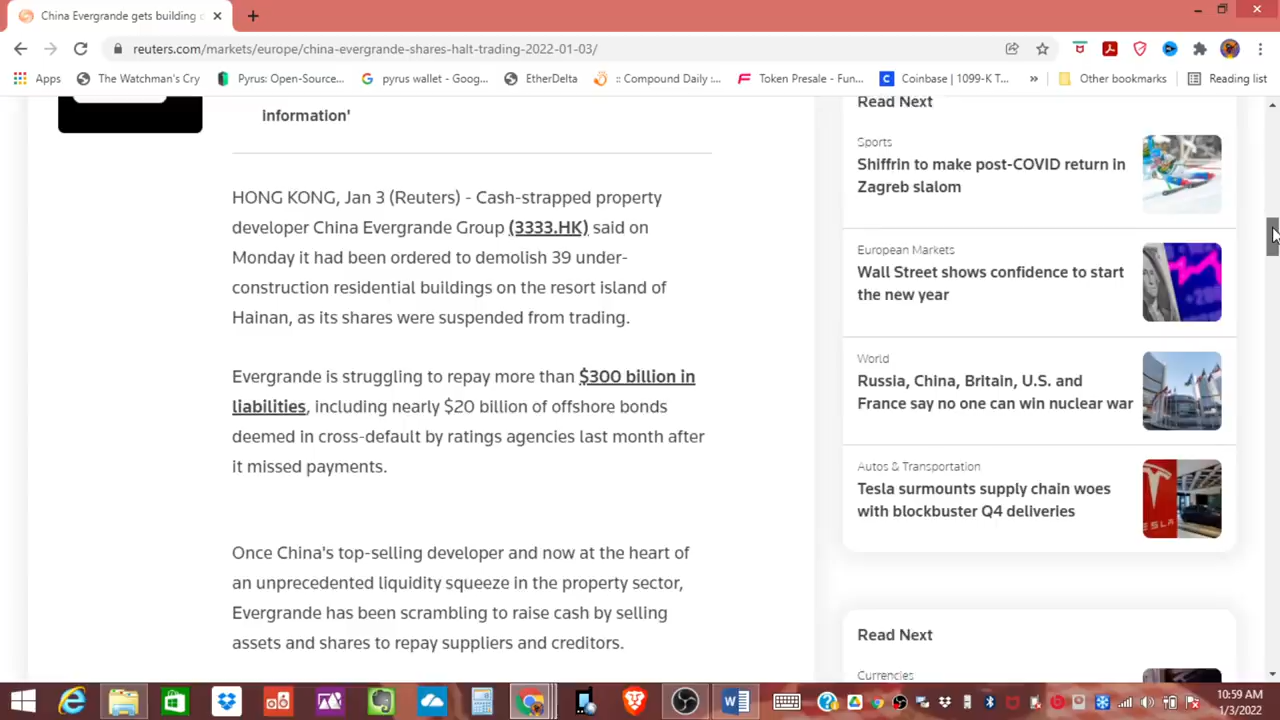 China Evergrande gets building
reuters.com/markets/europe/china-evergrande-shares-halt-trading-2022-01-03/
Apps
The Watchman's Cry
Pyrus: Open-Source...
pyrus wallet - Goog...
EtherDelta
:: Compound Daily :...
Token Presale - Fun...
Coinbase | 1099-K T...
»
Other bookmarks
Reading list
information'
HONG KONG, Jan 3 (Reuters) - Cash-strapped property
developer China Evergrande Group (3333.HK) said on
Monday it had been ordered to demolish 39 under-
construction residential buildings on the resort island of
Hainan, as its shares were suspended from trading.
Evergrande is struggling to repay more than $300 billion in
liabilities, including nearly $20 billion of offshore bonds
deemed in cross-default by ratings agencies last month after
it missed payments.
Once China's top-selling developer and now at the heart of
an unprecedented liquidity squeeze in the property sector,
Evergrande has been scrambling to raise cash by selling
assets and shares to repay suppliers and creditors.
Read Next
Sports
Shiffrin to make post-COVID return in
Zagreb slalom
European Markets
Wall Street shows confidence to start
the new year
World
Russia, China, Britain, U.S. and
France say no one can win nuclear war
Autos & Transportation
Tesla surmounts supply chain woes
with blockbuster Q4 deliveries
Read Next
Currencies
10:59 AM
1/3/2022